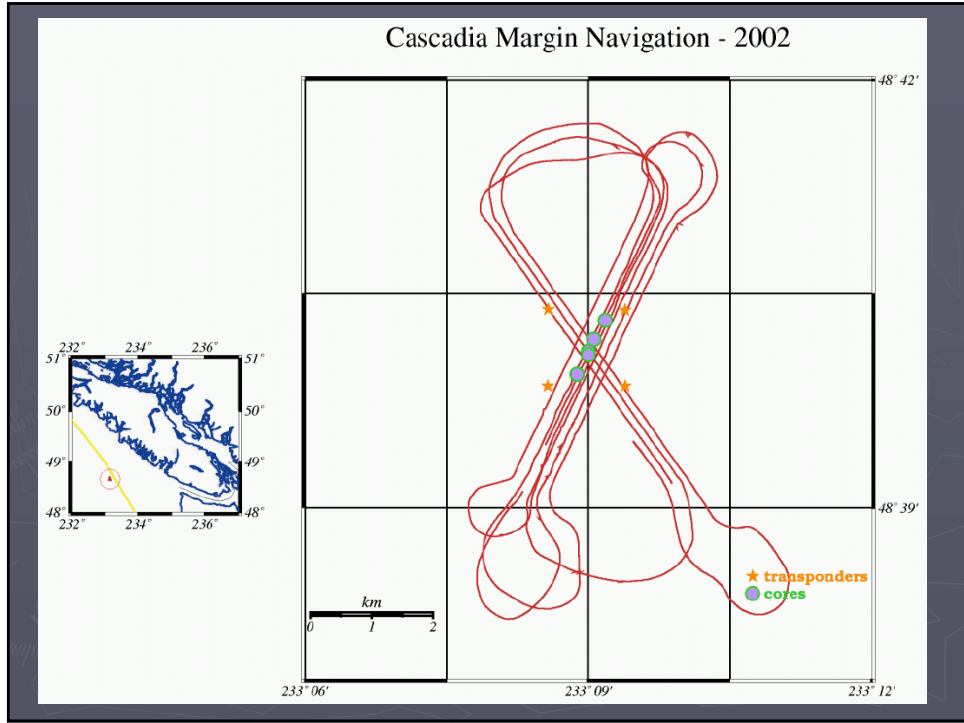 Cascadia Margin Navigation - 2002
48° 42'
232° 234° 236°
51° 51°
50° 50°
49° 49°
48° 48°
232° 234° 236°
48° 39'
transponders
cores
km
0 1 2
233° 06' 233° 09' 233° 12'